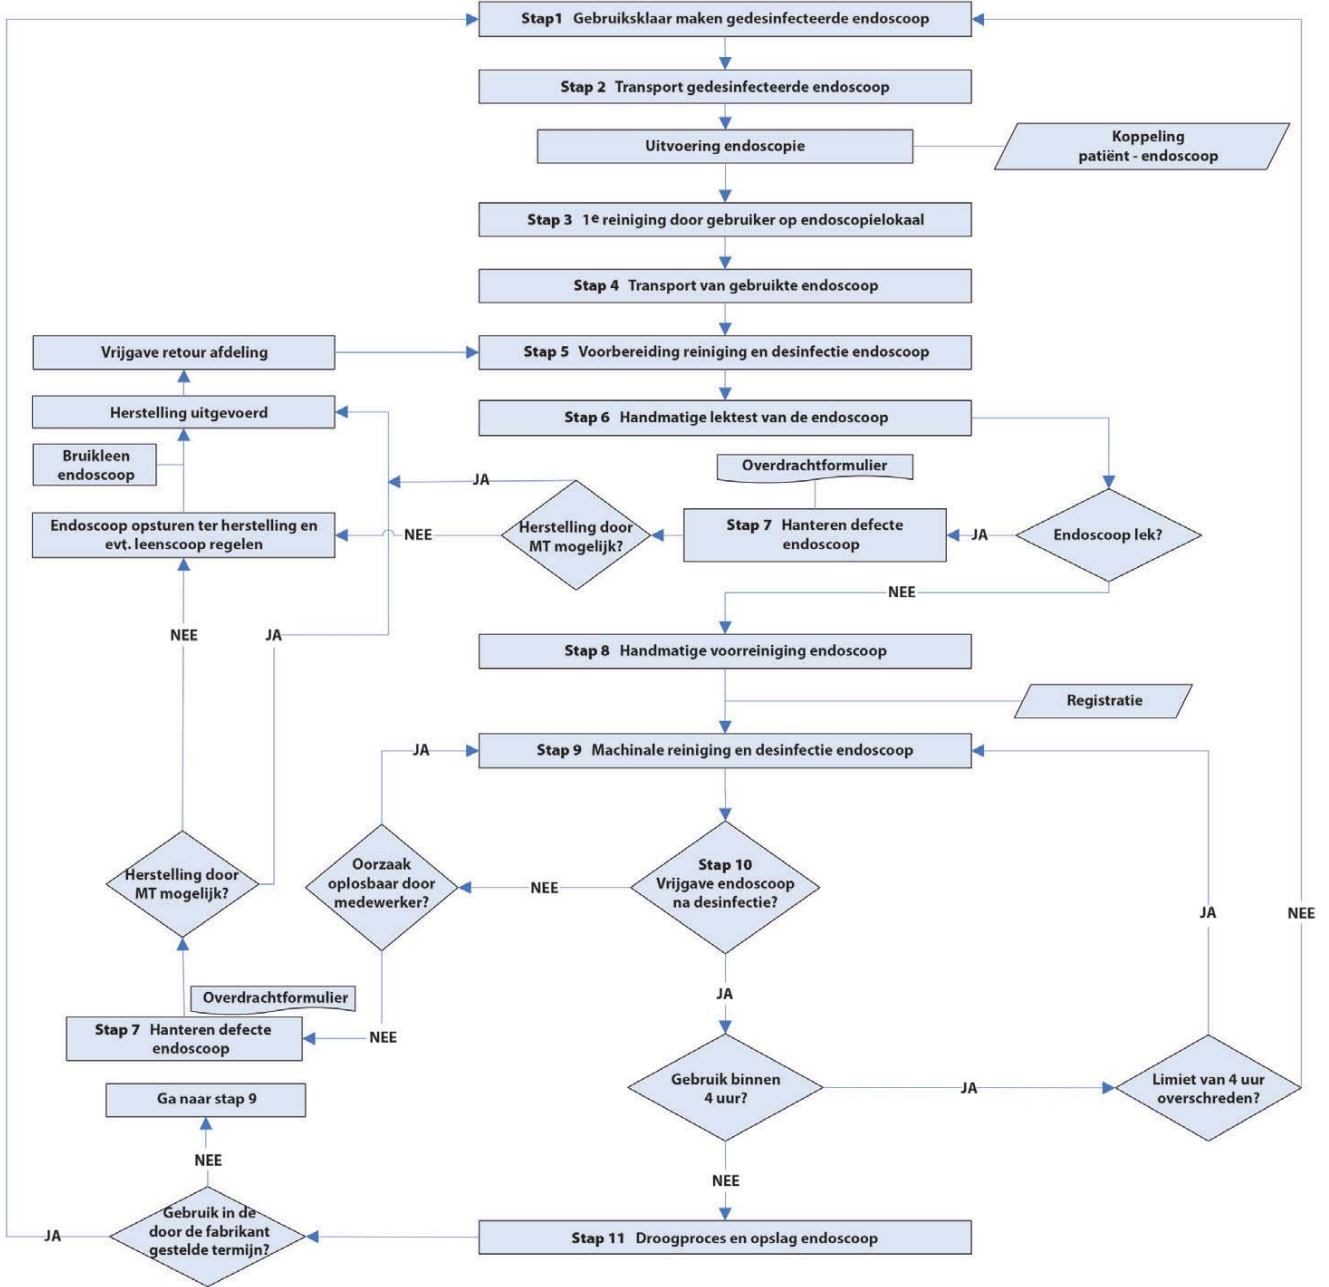 Stap1 Gebruiksklaar maken gedesinfecteerde endoscoop
Stap 2 Transport gedesinfecteerde endoscoop
Uitvoering endoscopie
Koppeling
patiënt - endoscoop
Stap 3 1e reiniging door gebruiker op endoscopielokaal
Stap 4 Transport van gebruikte endoscoop
Vrijgave retour afdeling
Stap 5 Voorbereiding reiniging en desinfectie endoscoop
Herstelling uitgevoerd
Stap 6 Handmatige lektest van de endoscoop
Bruikleen
endoscoop
Overdrachtformulier
JA
Endoscoop opsturen ter herstelling en
evt. leenscoop regelen
NEE
Herstelling door
MT mogelijk?
Stap 7 Hanteren defecte
endoscoop
JA
Endoscoop lek?
NEE
NEE
JA
Stap 8 Handmatige voorreiniging endoscoop
Registratie
JA
Stap 9 Machinale reiniging en desinfectie endoscoop
Herstelling door
MT mogelijk?
Oorzaak
oplosbaar door
medewerker?
NEE
Stap 10
Vrijgave endoscoop
na desinfectie?
JA
NEE
Overdrachtformulier
JA
Stap 7 Hanteren defecte
endoscoop
NEE
Ga naar stap 9
Gebruik binnen
4 uur?
JA
Limiet van 4 uur
overschreden?
NEE
NEE
Gebruik in de
door de fabrikant
gestelde termijn?
JA
Stap 11 Droogproces en opslag endoscoop